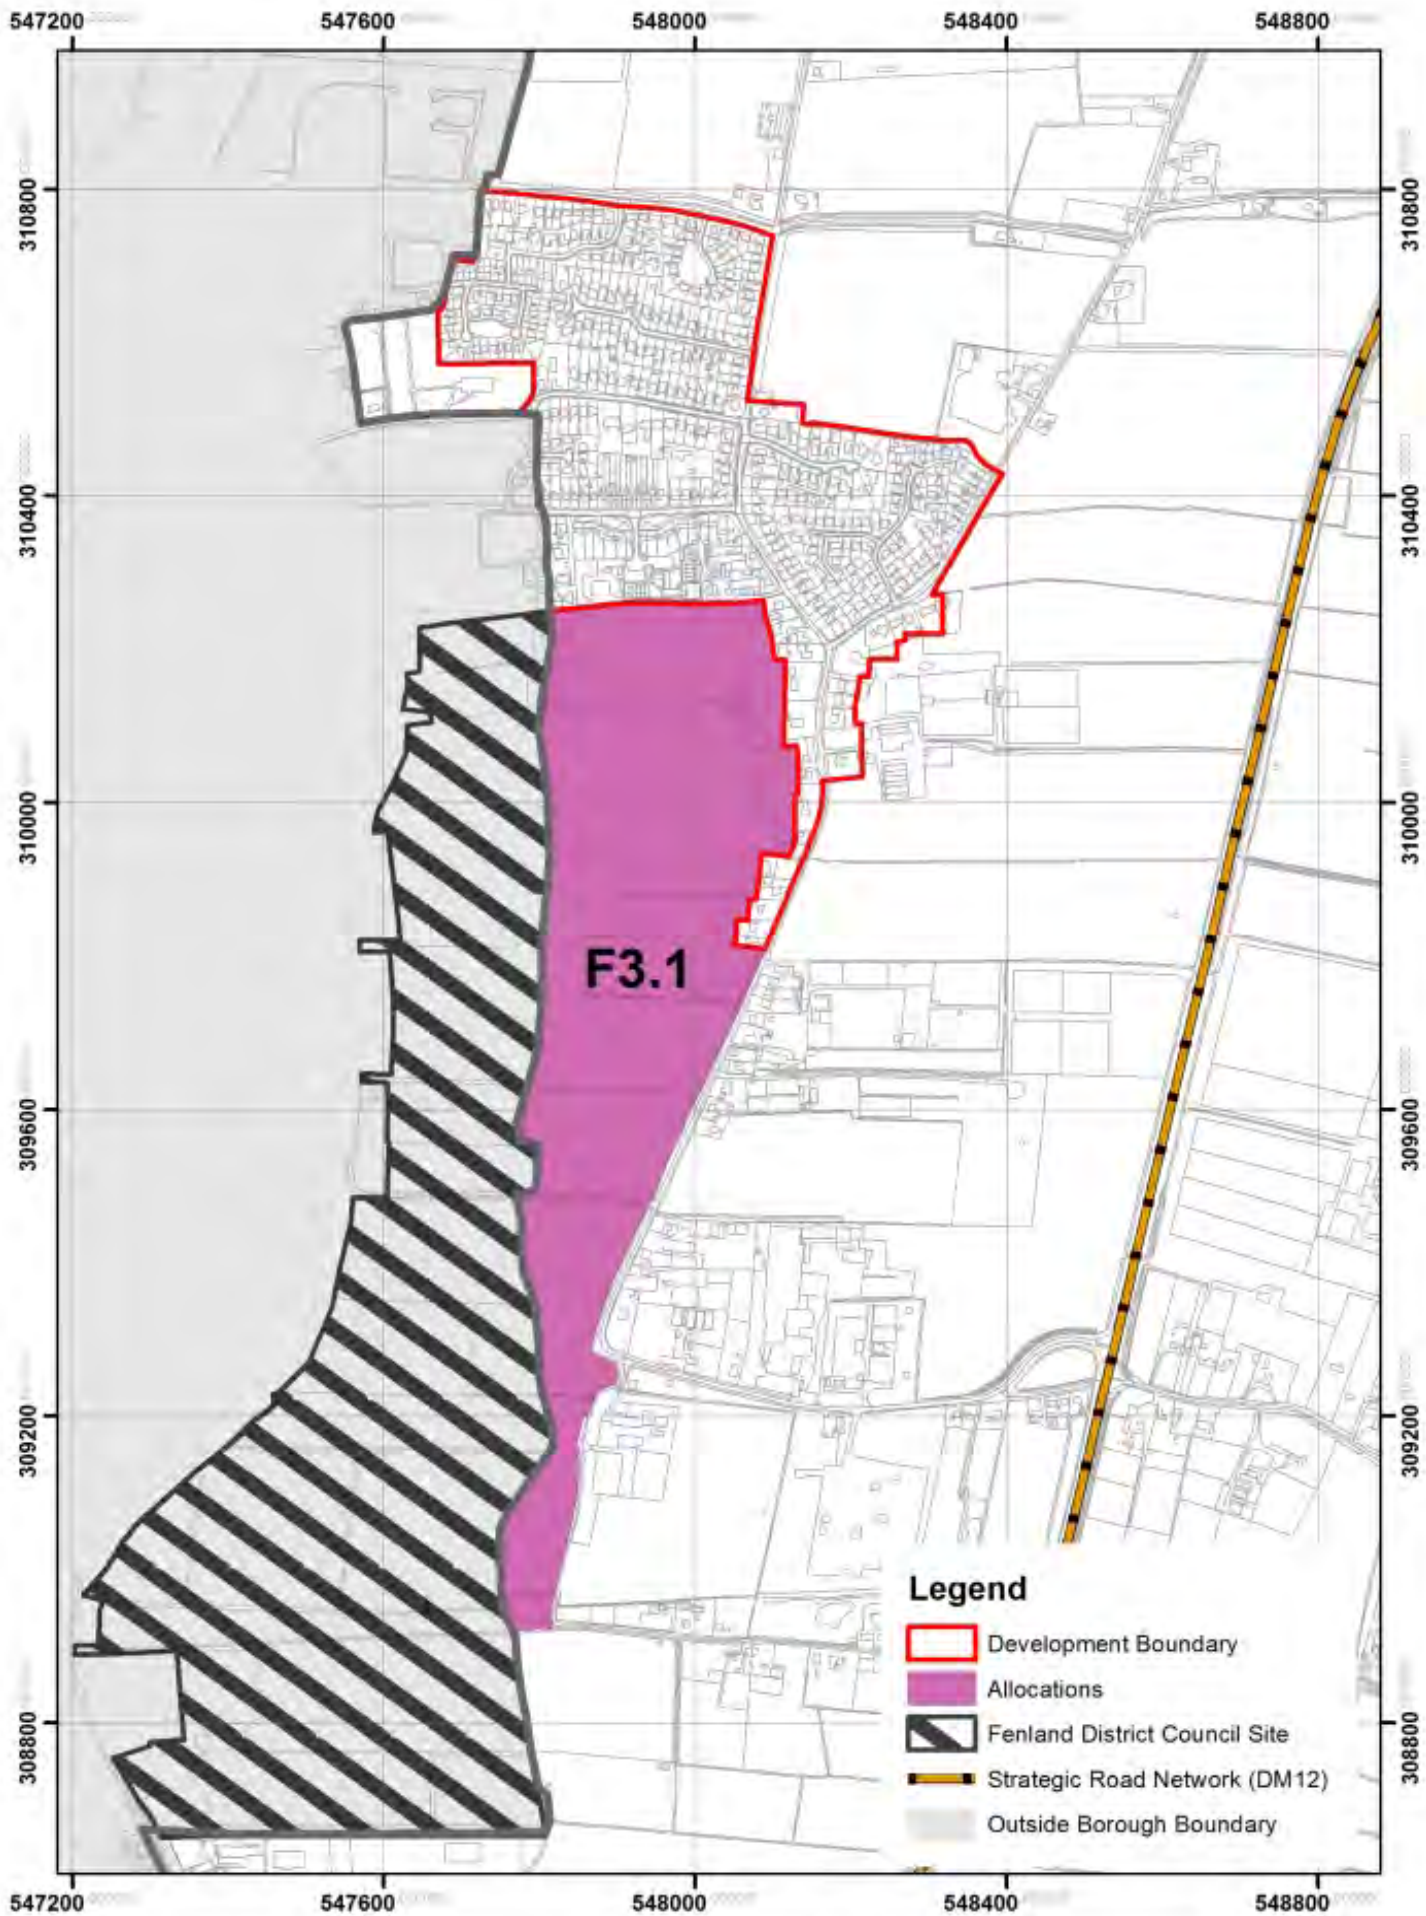 547200 547600 548000 548400 548800
310800 310800
310400 310400
310000 310000
F3.1
309600 309600
309200 309200
Legend
Development Boundary
Allocations
308800 308800
Fenland District Council Site
Strategic Road Network (DM12)
Outside Borough Boundary
547200 547600 548000 548400 548800